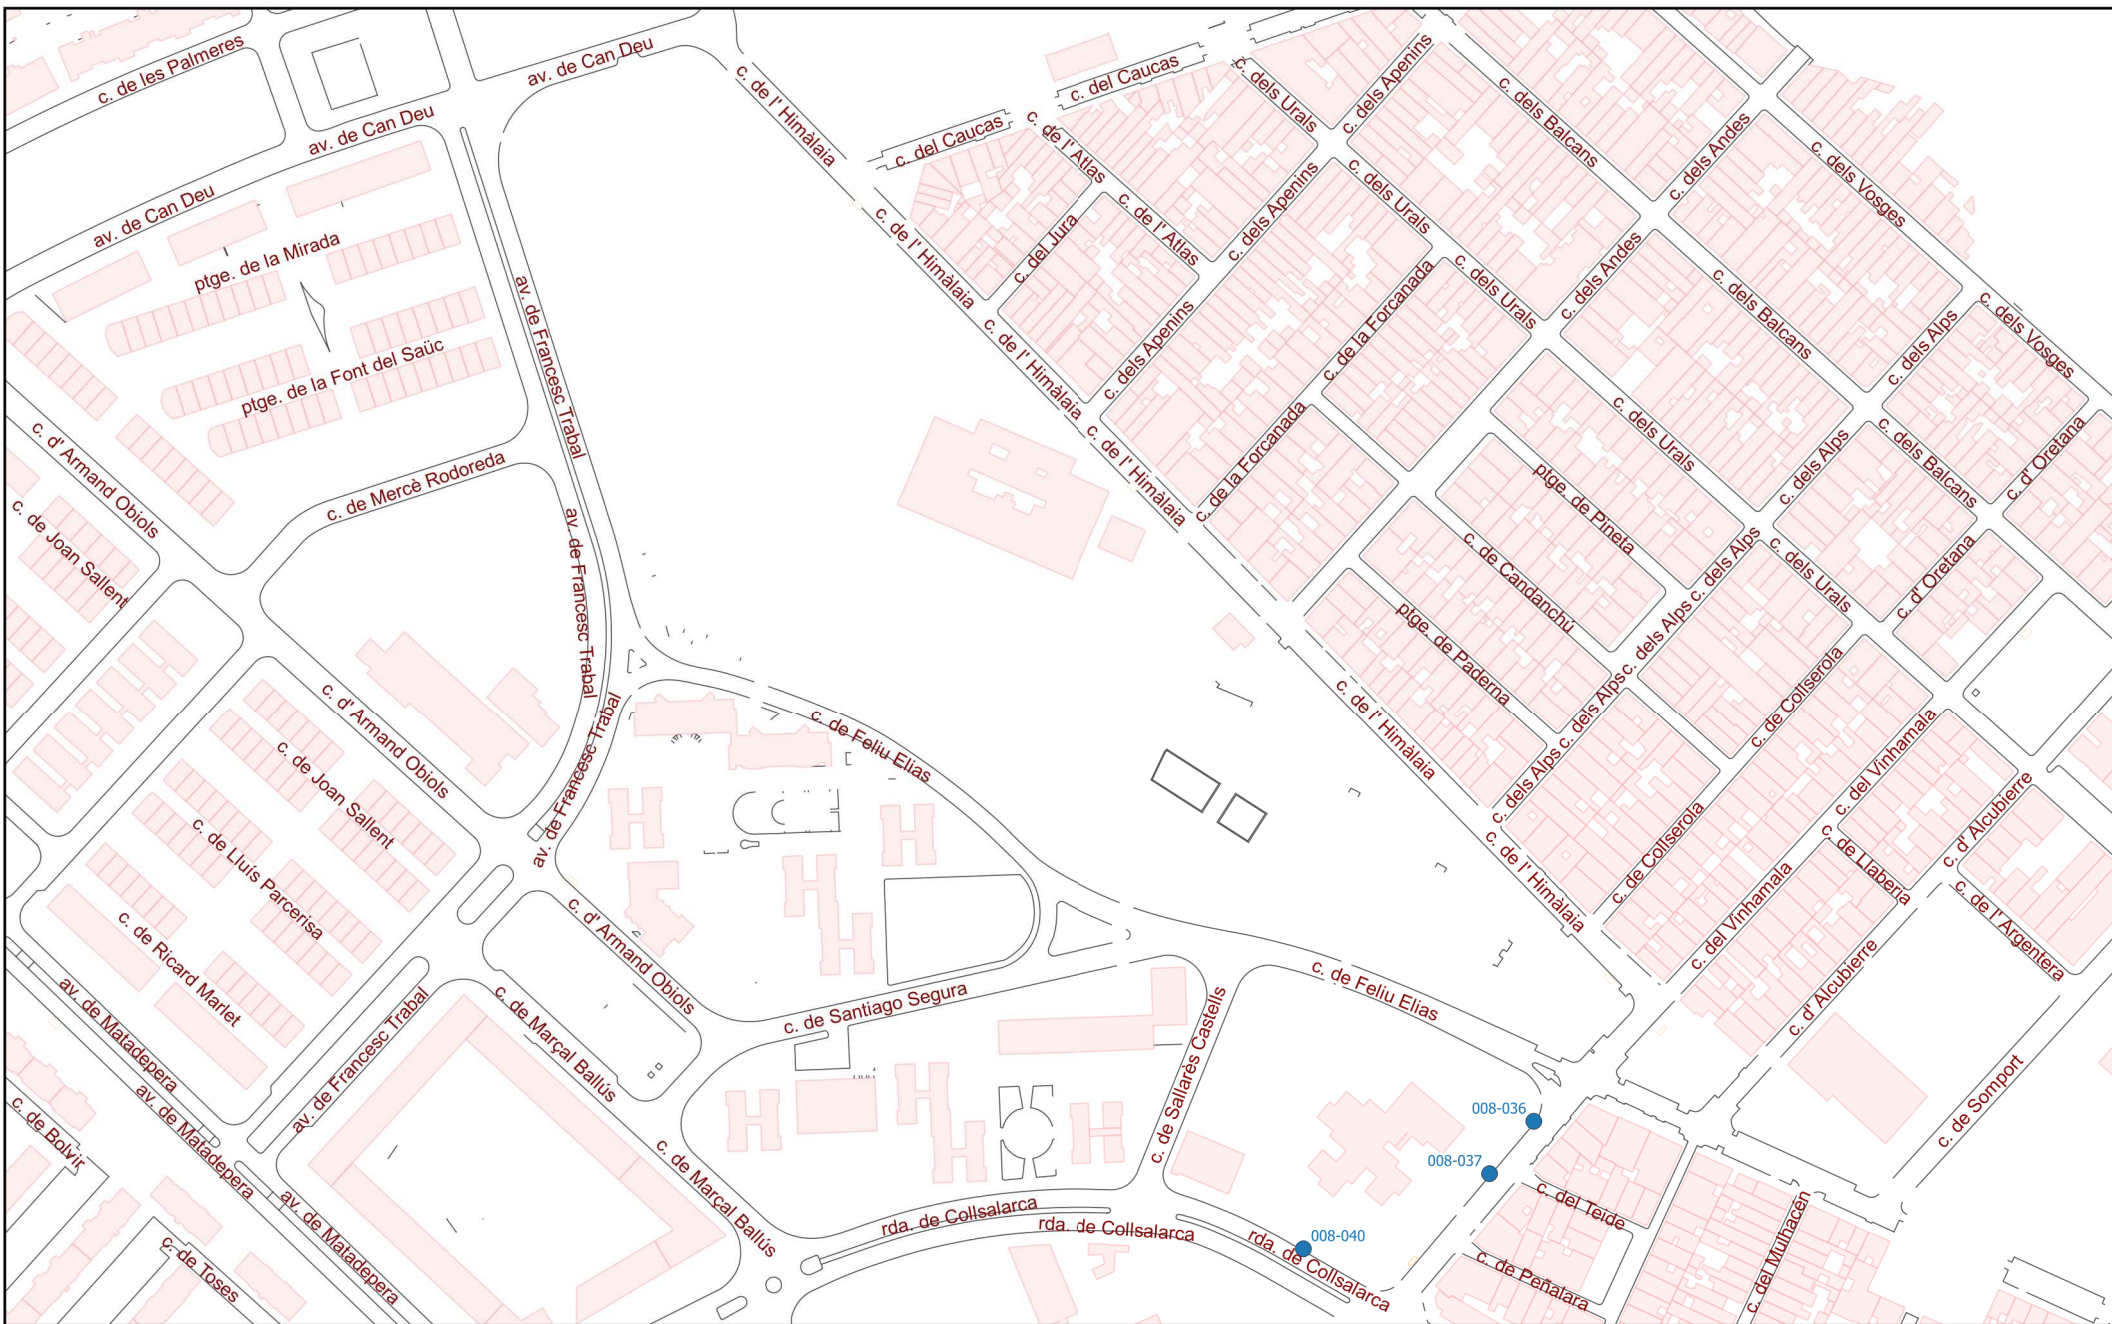 c. de les Palmeres
av. de Can Deu
av. de Can Deu
av. de Can Deu
c. de l' Himàlaia
c. del Caucas
c. del Caucas
c. dels Urals
c. dels Apenins
c. dels Balcans
c. dels Andes
c. dels Vosges
c. de l' Atlas
c. de l' Atlas
c. del Jura
c. de l' Himàlaia
c. dels Apenins
c. dels Urals
ptge. de la Mirada
av. de Francesc Trabal
c. dels Andes
c. dels Urals
c. dels Balcans
c. dels Vosges
c. dels Alps
c. de la Forcanada
c. dels Apenins
c. de l' Himàlaia
ptge. de la Font del Saüc
c. d' Armand Obiols
c. de Mercè Rodoreda
c. de Joan Sallent
av. de Francesc Trabal
c. de l' Himàlaia
c. de la Forcanada
c. dels Urals
c. dels Alps
c. dels Balcans
c. d' Oretana
ptge. de Pineta
c. de Candanchú
c. dels Alps
c. dels Urals
c. d' Oretana
ptge. de Paderna
c. dels Alps
c. dels Alps
c. de Collserola
c. de l' Himàlaia
c. d' Armand Obiols
c. de Joan Sallent
av. de Francesc Trabal
c. de Feliu Elias
c. dels Alps
c. del Vinhamala
c. d' Alcubierre
c. de Llaberia
c. de l' Himàlaia
c. de Collserola
c. de Lluís Parcerisa
c. de Ricard Marlet
c. d' Armand Obiols
c. del Vinhamala
c. de l' Argentera
c. d' Alcubierre
c. de Feliu Elias
c. de Santiago Segura
c. de Marçal Ballús
av. de Francesc Trabal
av. de Matadepera
av. de Matadepera
c. de Sallarès Castells
c. de Somport
c. de Bolvir
008-036
008-037
c. de Marçal Ballús
c. del Teide
rda. de Collsalarca
rda. de Collsalarca
008-040
rda. de Collsalarca
c. de Peñalara
c. del Mulhacén
av. de Matadepera
c. de Toses